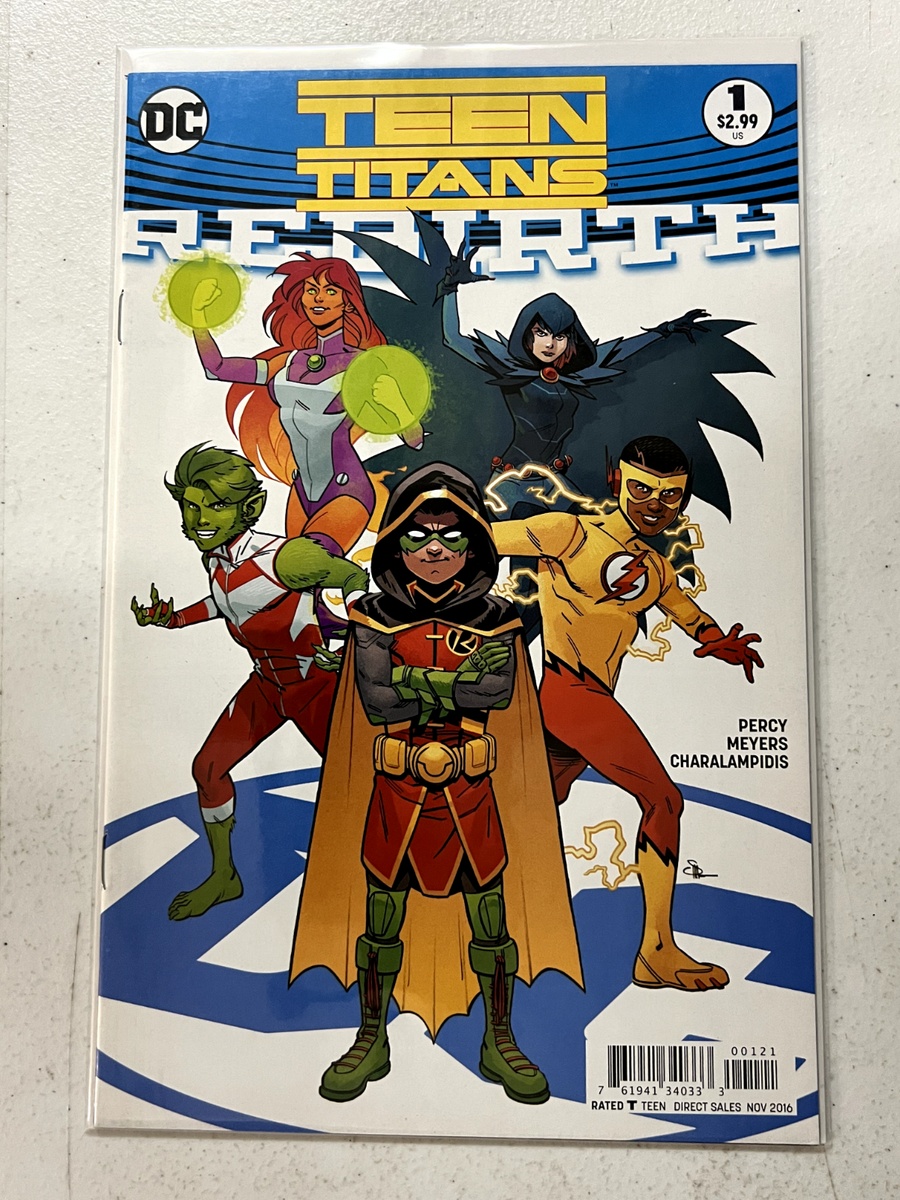 DC
TEEN
TITANS
REBIRTH
1
$2.99
US
R
PERCY
MEYERS
CHARALAMPIDIS
00121
7 61941 34033 3
RATED T TEEN DIRECT SALES NOV 2016